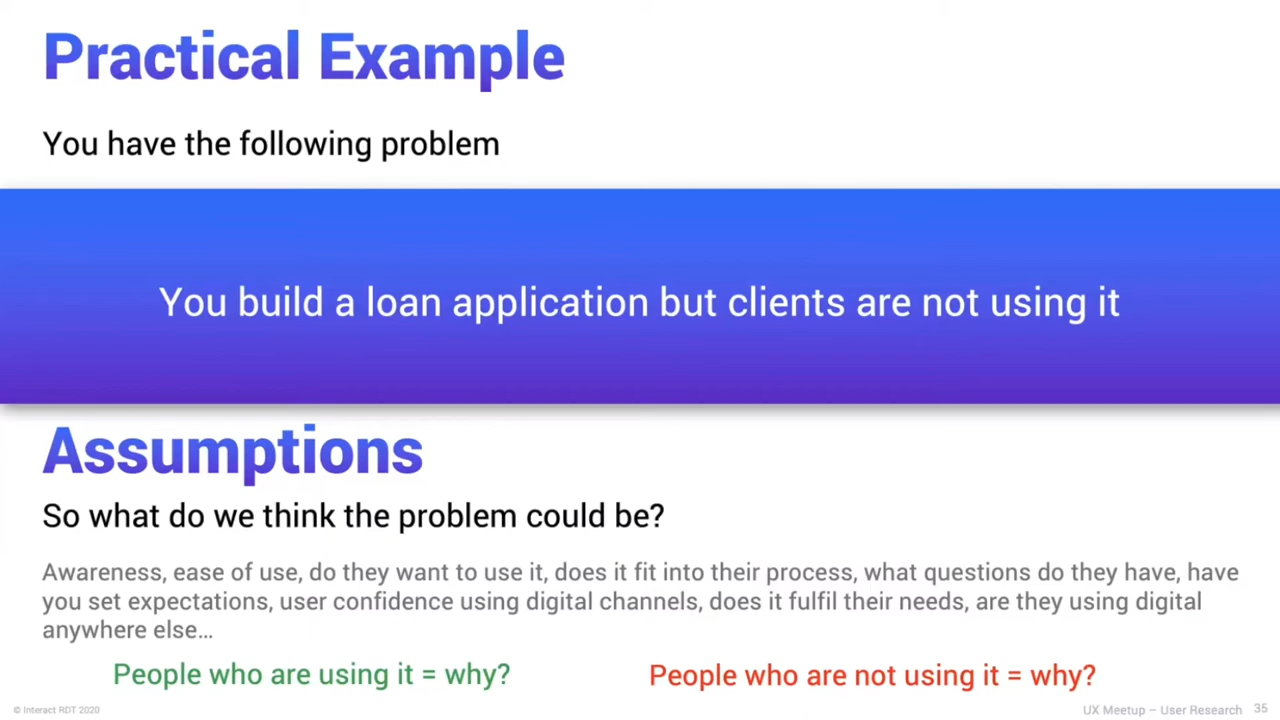 Practical Example
You have the following problem
You build a loan application but clients are not using it
Assumptions
So what do we think the problem could be?
Awareness, ease of use, do they want to use it, does it fit into their process, what questions do they have, have
you set expectations, user confidence using digital channels, does it fulfil their needs, are they using digital
anywhere else…
People who are using it = why?
People who are not using it = why?
© Interact RDT 2020
UX Meetup – User Research 35